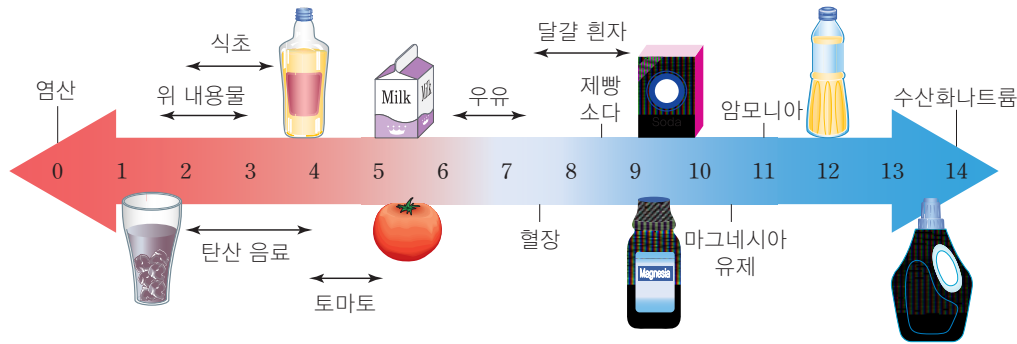 식초
달걀 흰자
염산
위 내용물
Milk
Milk
우유
제빵
소다
Soda
암모니아
수산화나트륨
0 1 2 3 4 5 6 7 8 9 10 11 12 13 14
탄산 음료
토마토
혈장
Magnesia
마그네시아
유제